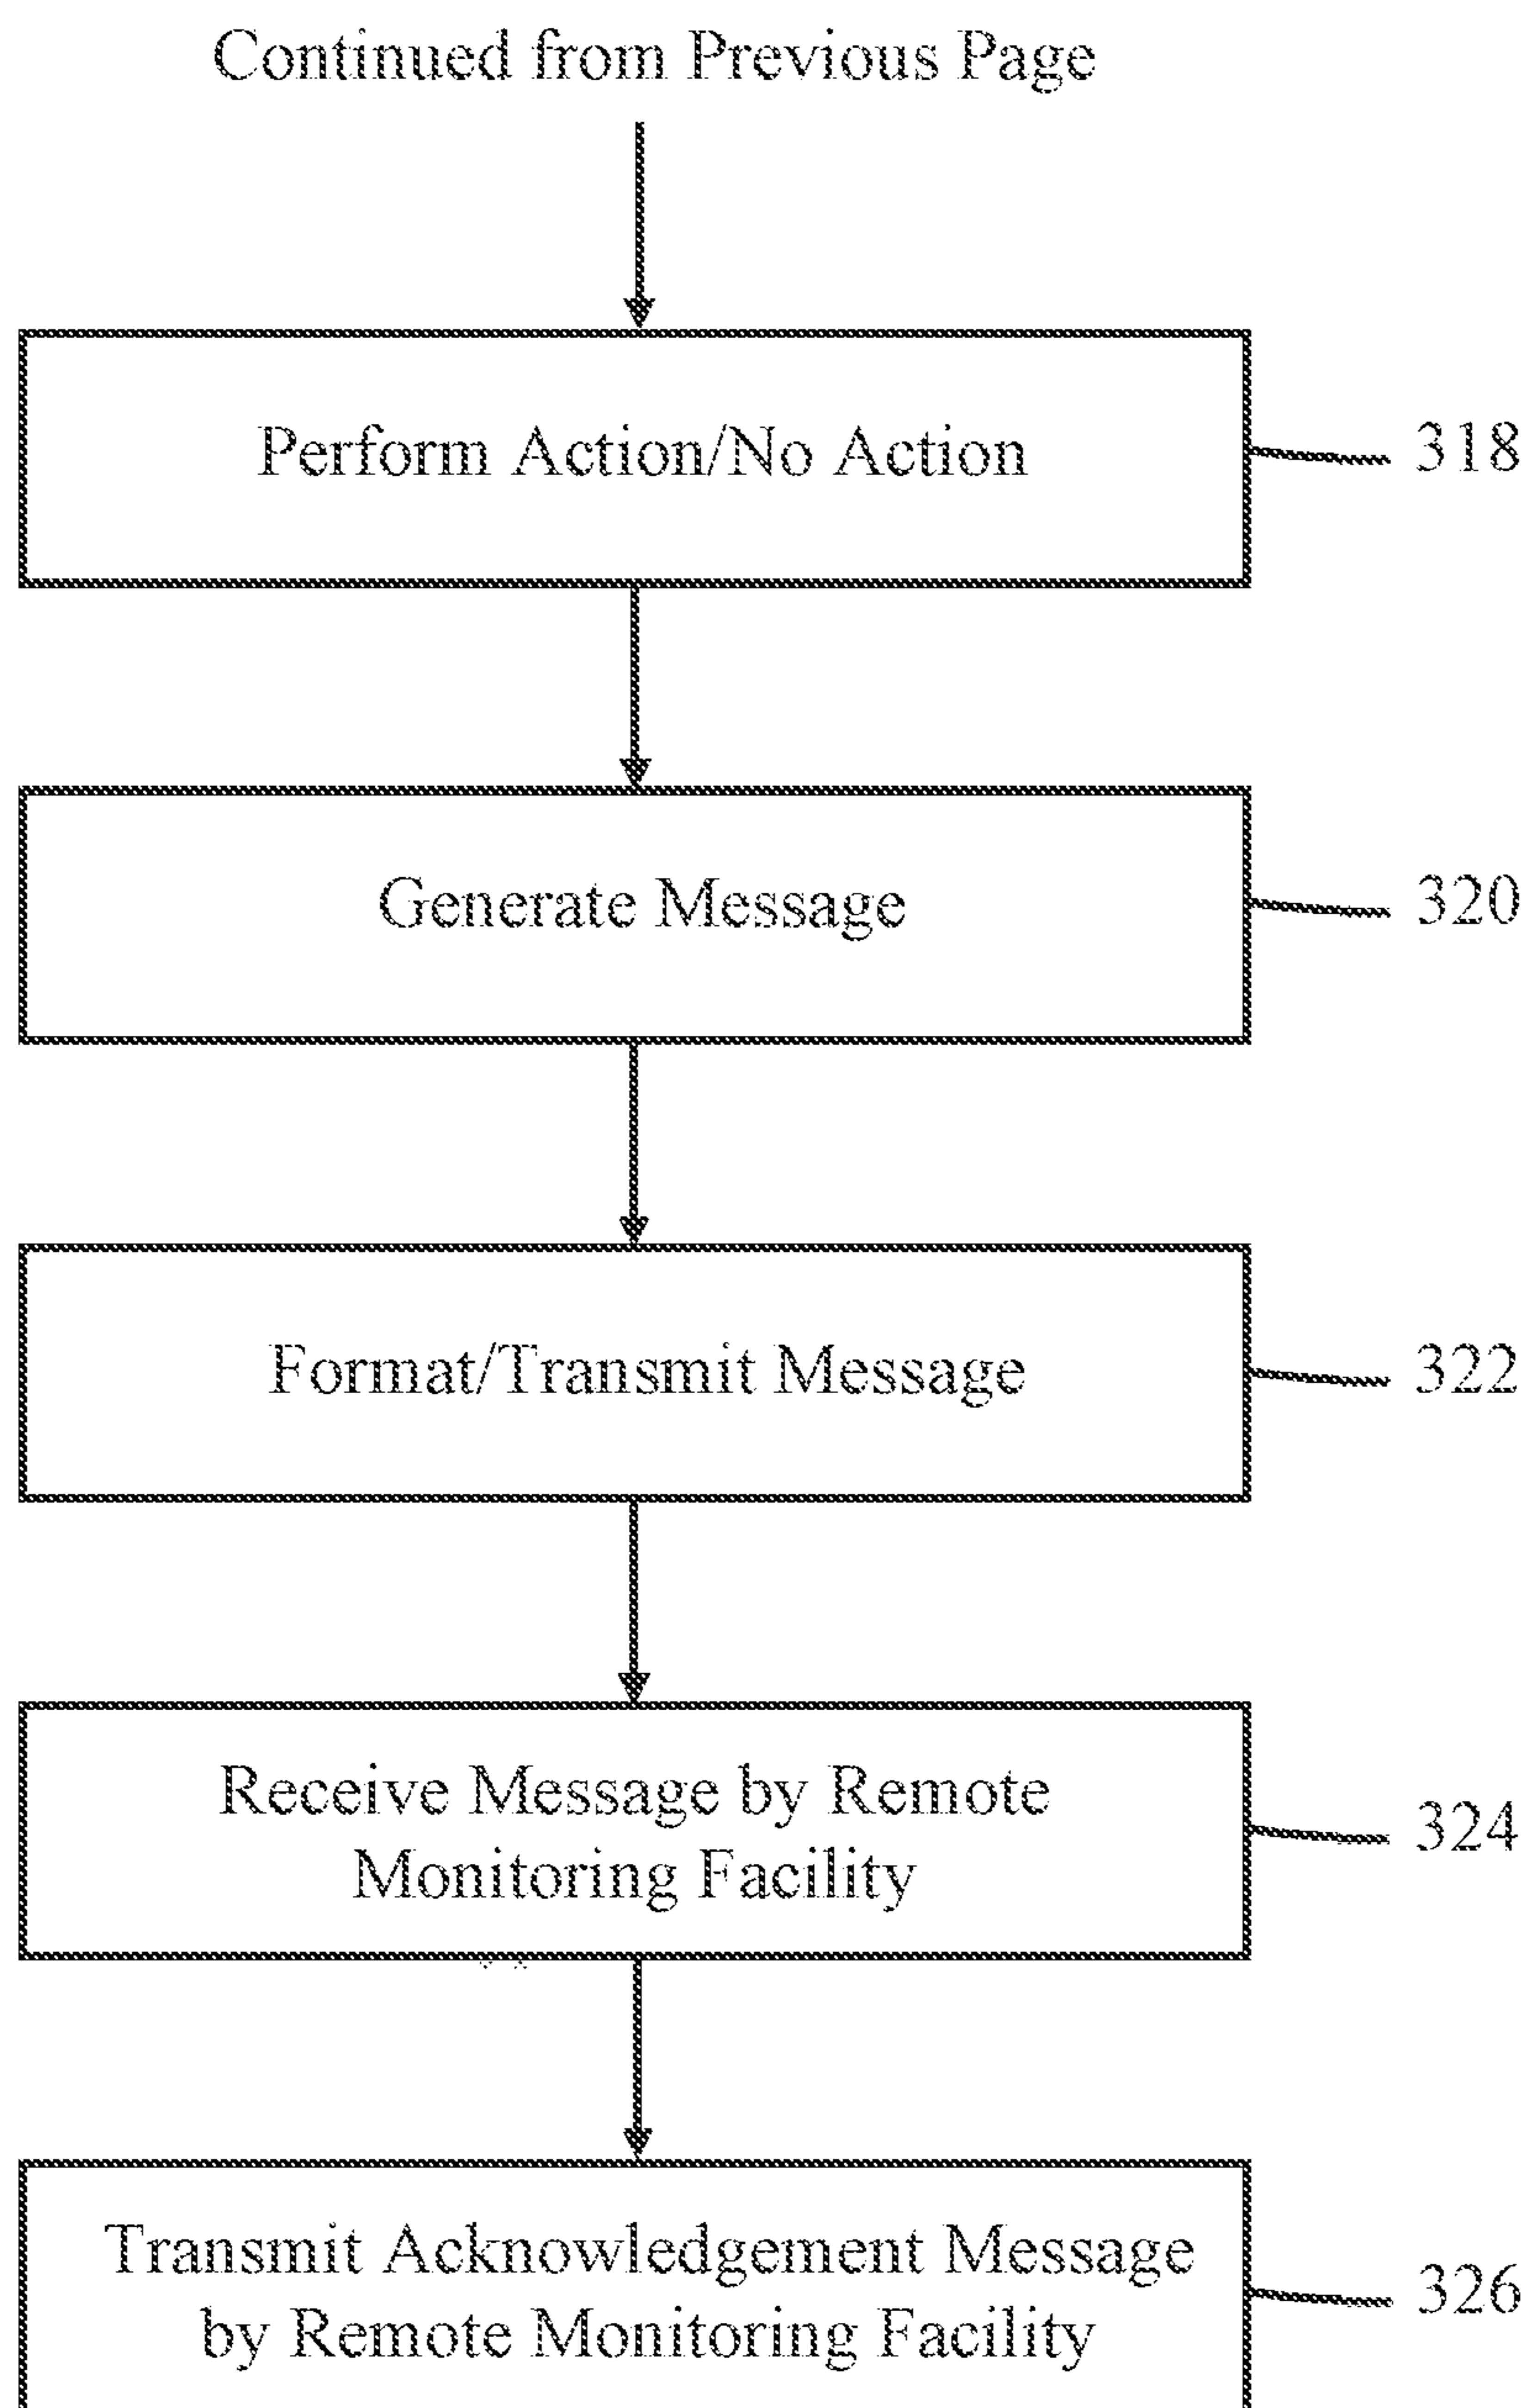 Continued from Previous Page
Perform Action/No Action
318
Generate Message
320
Format/Transmit Message
322
Receive Message by Remote
Monitoring Facility
324
Transmit Acknowledgement Message
by Remote Monitoring Facility
326